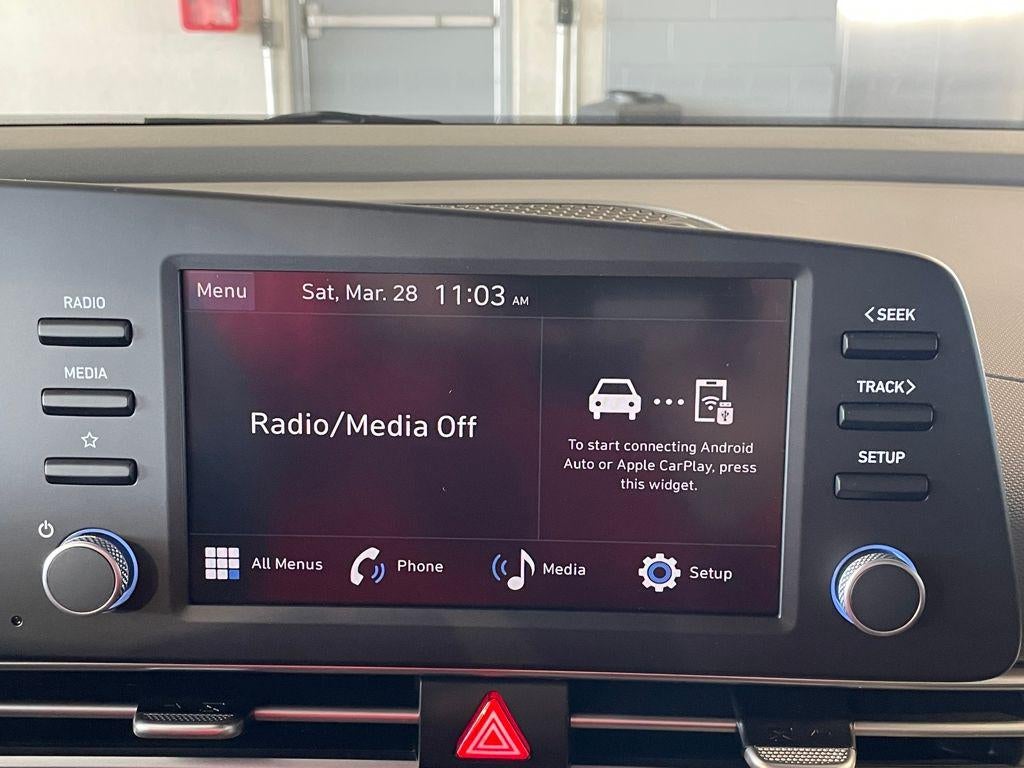 RADIO
MEDIA
Menu
Sat, Mar. 28 11:03 AM
Radio/Media Off
To start connecting Android
Auto or Apple CarPlay, press
this widget.
All Menus
Phone
Media
Setup
<SEEK
TRACK>
SETUP